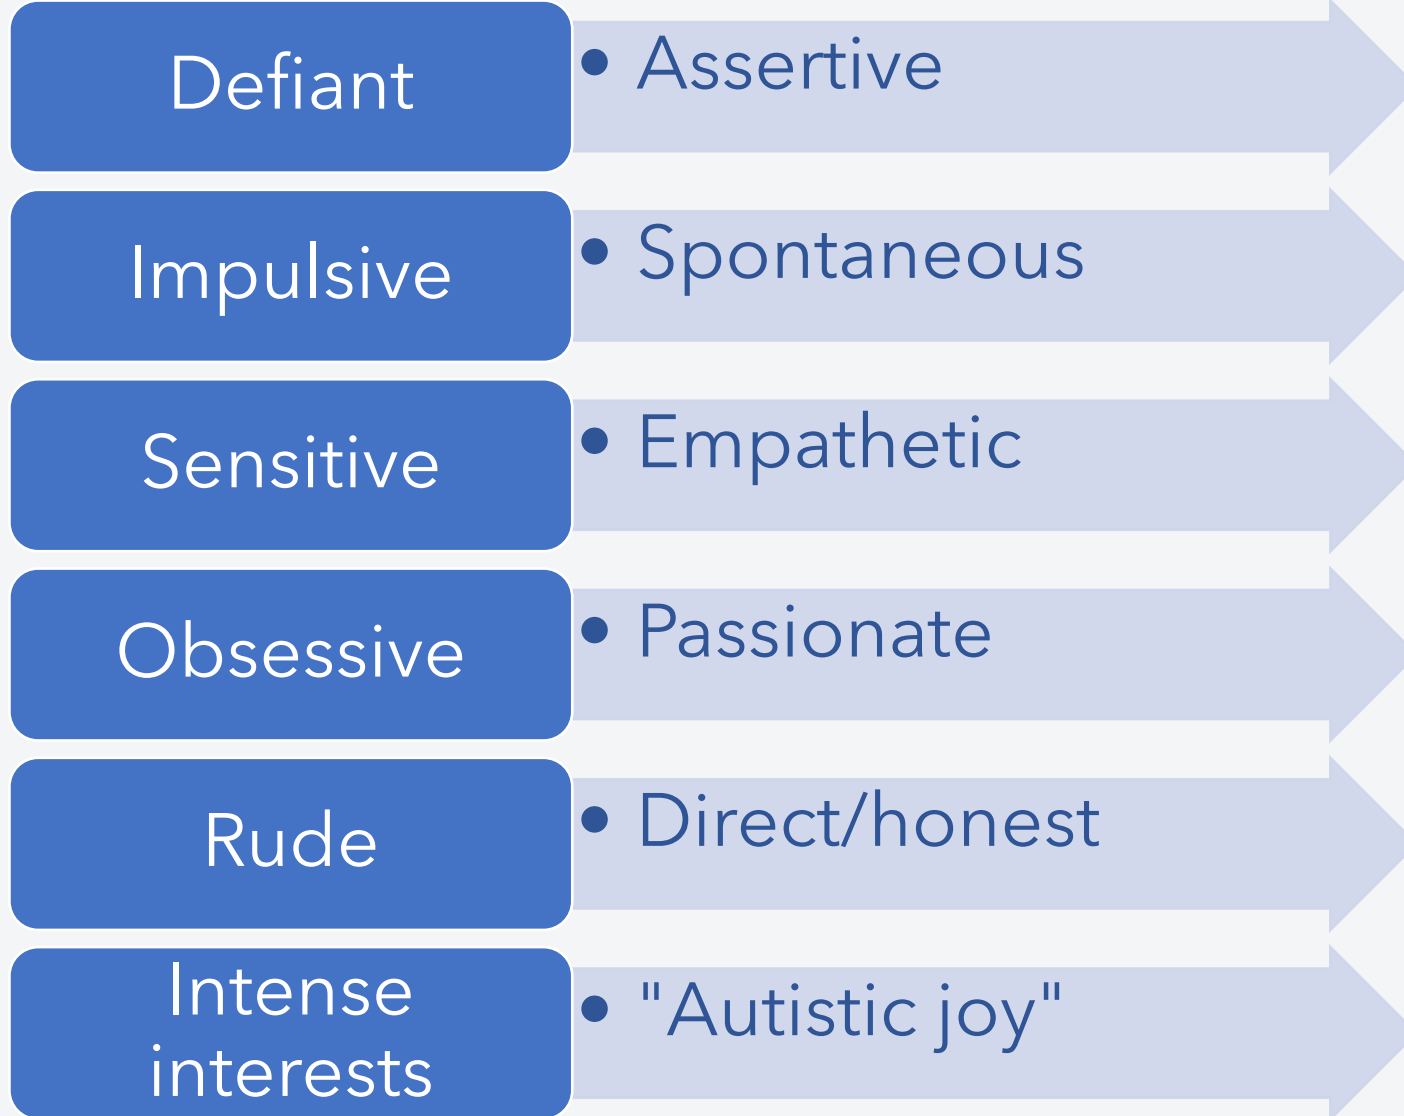 Defiant
• Assertive
Impulsive
• Spontaneous
Sensitive
• Empathetic
Obsessive
• Passionate
Rude
• Direct/honest
Intense
interests
• "Autistic joy"